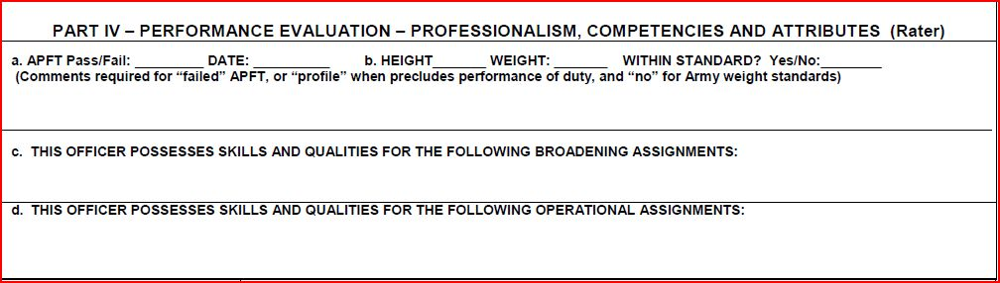 PART IV – PERFORMANCE EVALUATION – PROFESSIONALISM, COMPETENCIES AND ATTRIBUTES (Rater)
a. APFT Pass/Fail: _________ DATE: __________ b. HEIGHT_______ WEIGHT: _______ WITHIN STANDARD? Yes/No:________
(Comments required for “failed” APFT, or “profile” when precludes performance of duty, and “no” for Army weight standards)
c. THIS OFFICER POSSESSES SKILLS AND QUALITIES FOR THE FOLLOWING BROADENING ASSIGNMENTS:
d. THIS OFFICER POSSESSES SKILLS AND QUALITIES FOR THE FOLLOWING OPERATIONAL ASSIGNMENTS: